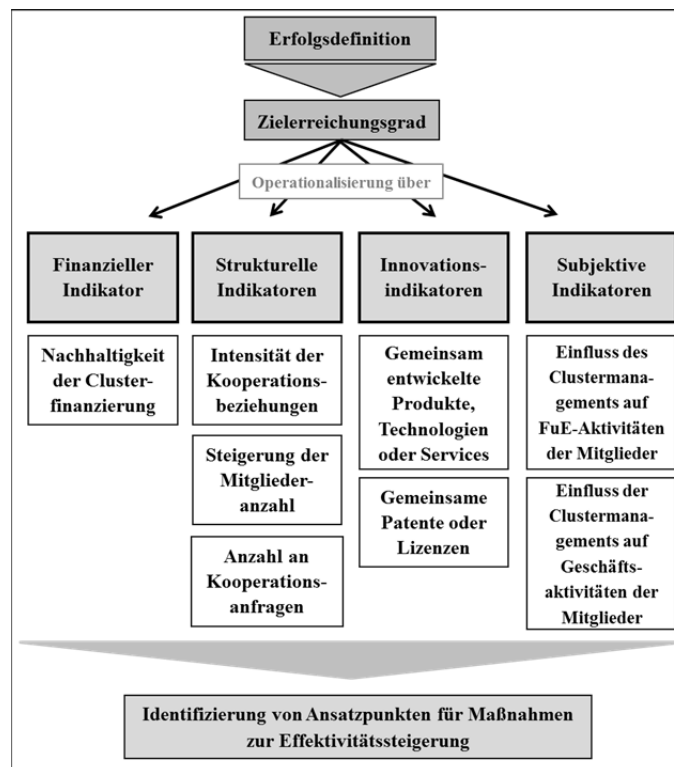 Erfolgsdefinition
Zielerreichungsgrad
Operationalisierung über
Finanzieller
Indikator
Nachhaltigkeit
der Cluster-
finanzierung
Strukturelle
Indikatoren
Intensität der
Kooperations-
beziehungen
Steigerung der
Mitglieder-
anzahl
Anzahl an
Kooperations-
anfragen
Innovations-
indikatoren
Gemeinsam
entwickelte
Produkte,
Technologien
oder Services
Gemeinsame
Patente oder
Lizenzen
Subjektive
Indikatoren
Einfluss des
Clustermana-
gements auf
FuE-Aktivitäten
der Mitglieder
Einfluss der
Clustermana-
gements auf
Geschäfts-
aktivitäten der
Mitglieder
Identifizierung von Ansatzpunkten für Maßnahmen
zur Effektivitätssteigerung